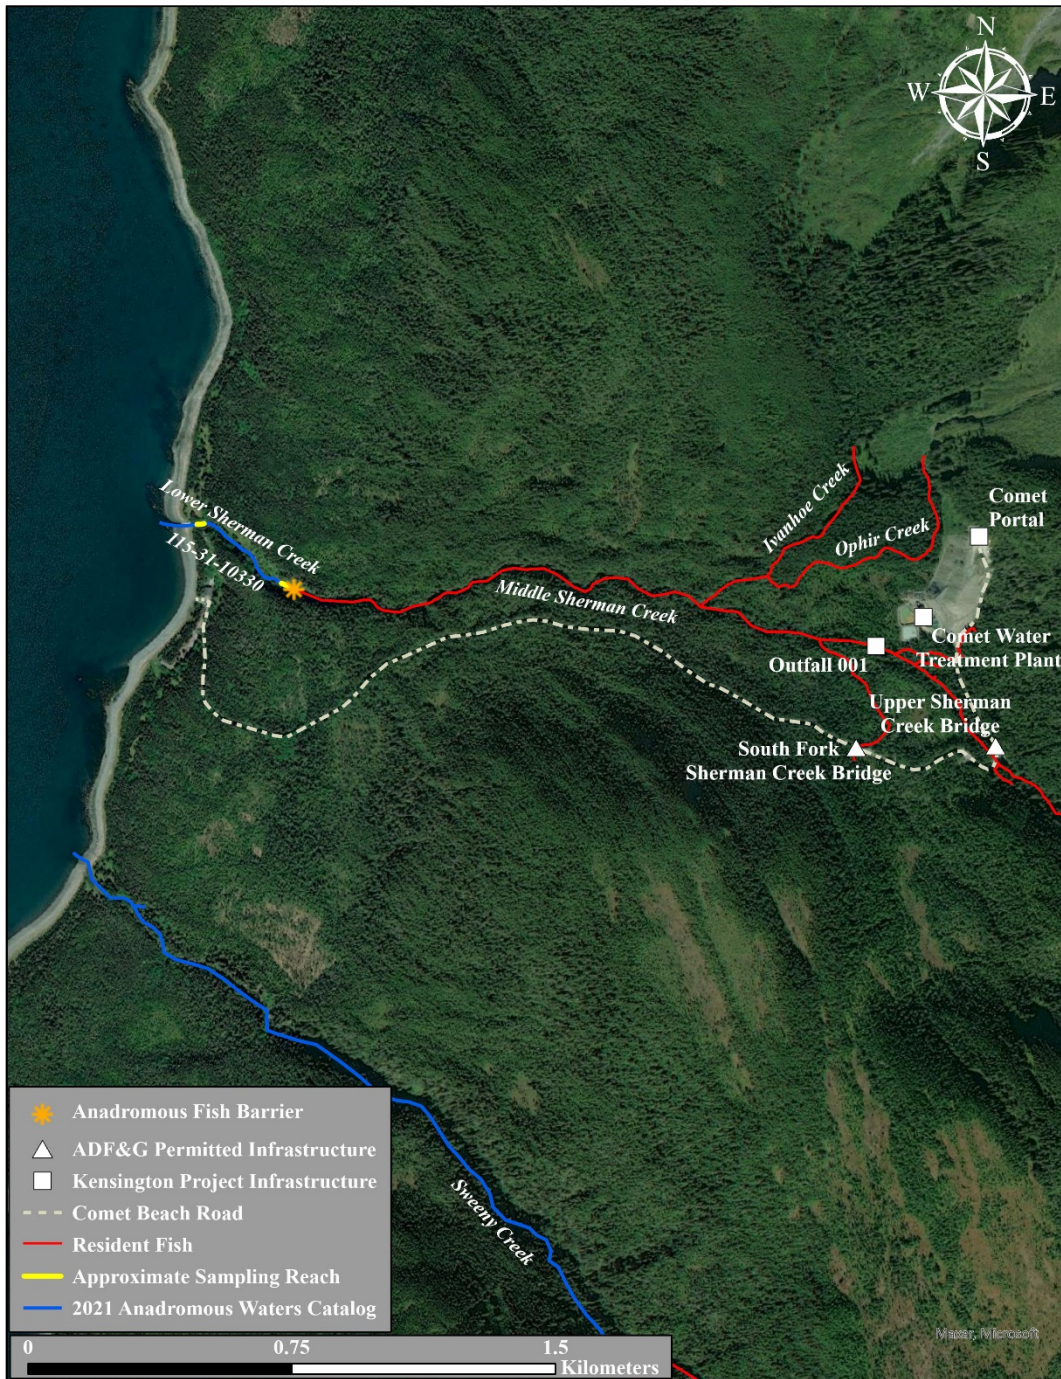 N
W
E
S
Comet
Portal
Ivanhoe Creek
Ophir Creek
Lower Sherman Creek
115-31-10330
Middle Sherman Creek
Comet Water
Treatment Plant
Outfall 001
Upper Sherman
Creek Bridge
South Fork
Sherman Creek Bridge
Sweeny Creek
Anadromous Fish Barrier
ADF&G Permitted Infrastructure
Kensington Project Infrastructure
Comet Beach Road
Resident Fish
Approximate Sampling Reach
2021 Anadromous Waters Catalog
Maxar, Microsoft
0 0.75 1.5
Kilometers